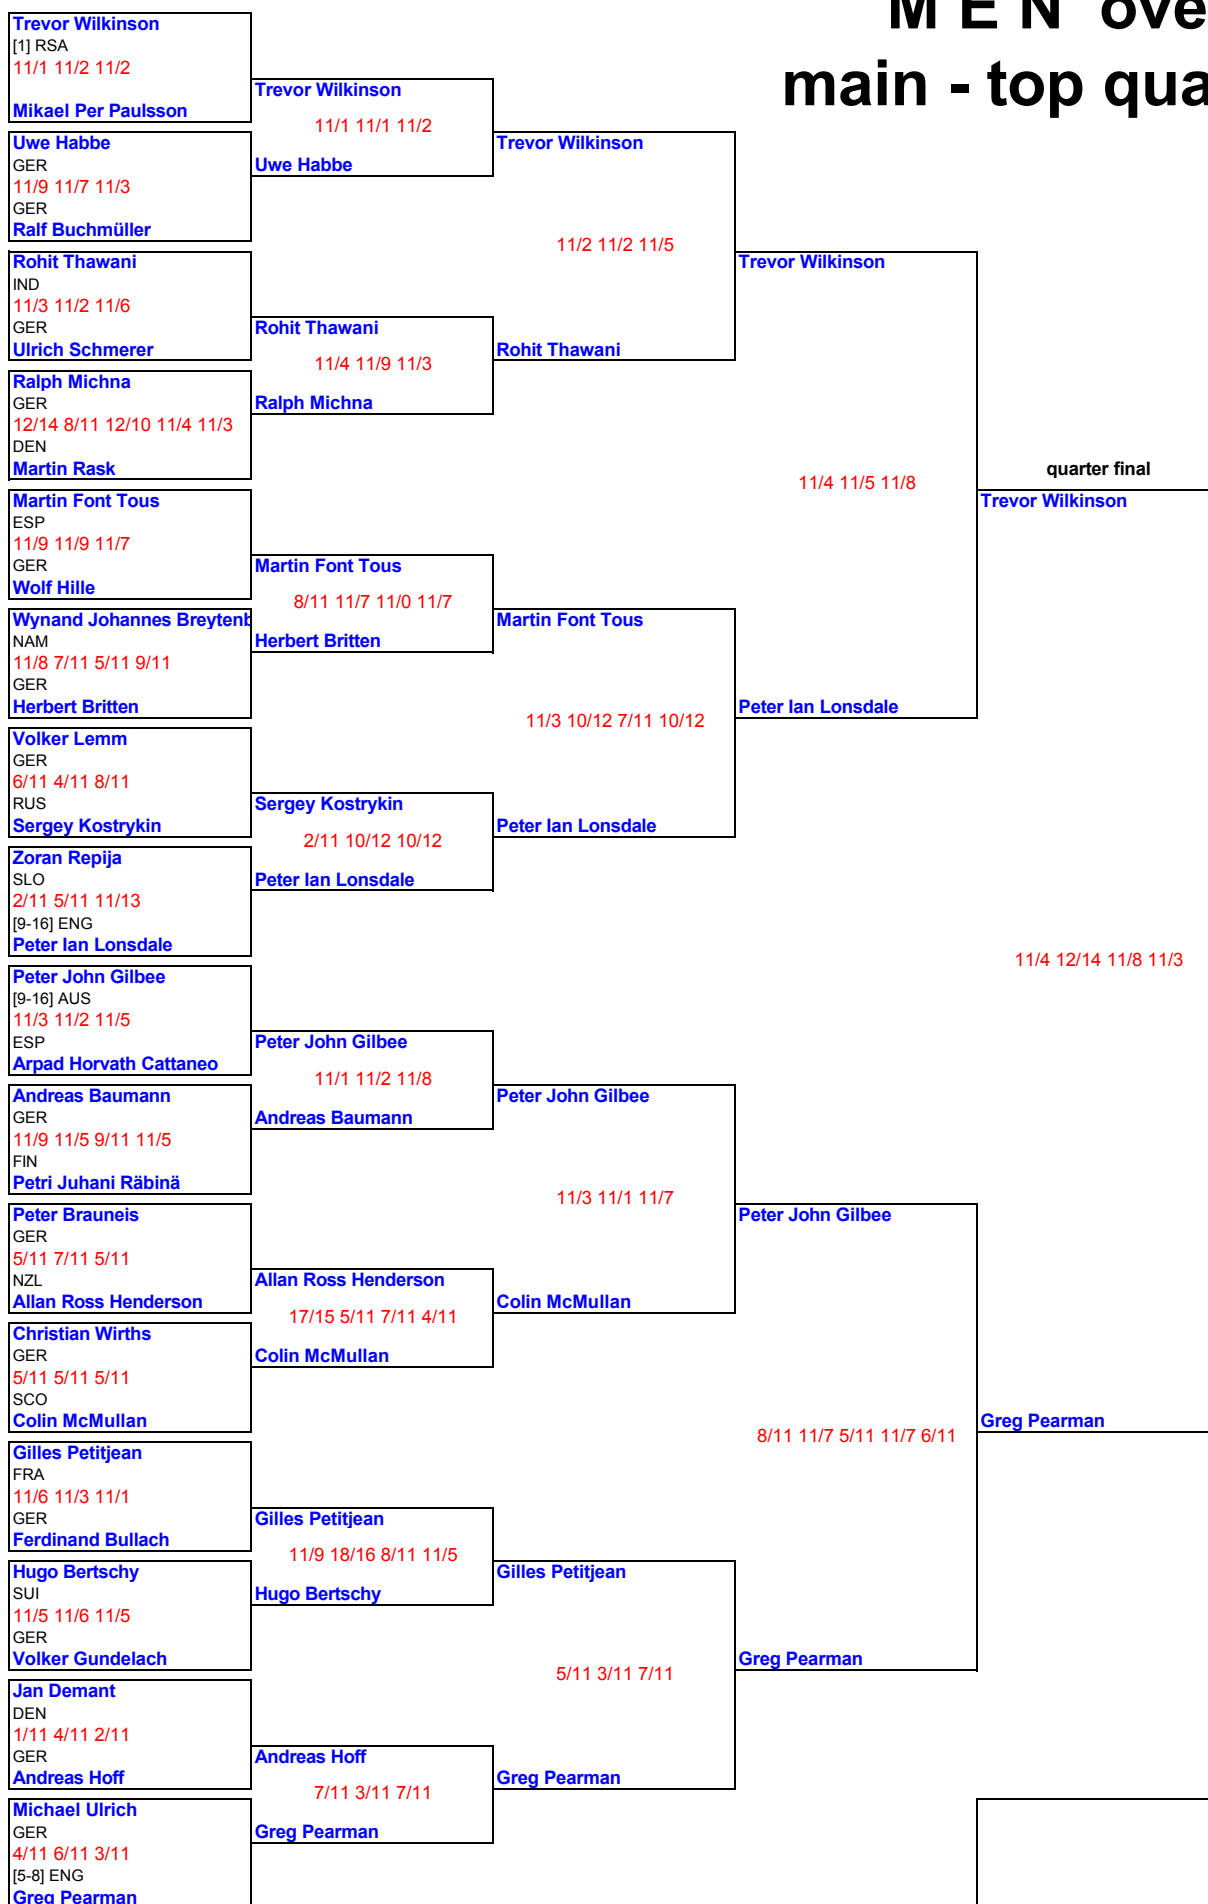 M E N ove
main - top qua
Trevor Wilkinson
[1] RSA
11/1 11/2 11/2
Mikael Per Paulsson
Uwe Habbe
GER
11/9 11/7 11/3
GER
Ralf Buchmüller
Rohit Thawani
IND
11/3 11/2 11/6
GER
Ulrich Schmerer
Ralph Michna
GER
12/14 8/11 12/10 11/4 11/3
DEN
Martin Rask
Martin Font Tous
ESP
11/9 11/9 11/7
GER
Wolf Hille
Wynand Johannes Breytenb
NAM
11/8 7/11 5/11 9/11
GER
Herbert Britten
Volker Lemm
GER
6/11 4/11 8/11
RUS
Sergey Kostrykin
Zoran Repija
SLO
2/11 5/11 11/13
[9-16] ENG
Peter Ian Lonsdale
Peter John Gilbee
[9-16] AUS
11/3 11/2 11/5
ESP
Arpad Horvath Cattaneo
Andreas Baumann
GER
11/9 11/5 9/11 11/5
FIN
Petri Juhani Räbinä
Peter Brauneis
GER
5/11 7/11 5/11
NZL
Allan Ross Henderson
Christian Wirths
GER
5/11 5/11 5/11
SCO
Colin McMullan
Gilles Petitjean
FRA
11/6 11/3 11/1
GER
Ferdinand Bullach
Hugo Bertschy
SUI
11/5 11/6 11/5
GER
Volker Gundelach
Jan Demant
DEN
1/11 4/11 2/11
GER
Andreas Hoff
Michael Ulrich
GER
4/11 6/11 3/11
[5-8] ENG
Greg Pearman
Trevor Wilkinson
11/1 11/1 11/2
Uwe Habbe
Rohit Thawani
11/4 11/9 11/3
Ralph Michna
Martin Font Tous
8/11 11/7 11/0 11/7
Herbert Britten
Sergey Kostrykin
2/11 10/12 10/12
Peter Ian Lonsdale
Peter John Gilbee
11/1 11/2 11/8
Andreas Baumann
Allan Ross Henderson
17/15 5/11 7/11 4/11
Colin McMullan
Gilles Petitjean
11/9 18/16 8/11 11/5
Hugo Bertschy
Andreas Hoff
7/11 3/11 7/11
Greg Pearman
Trevor Wilkinson
11/2 11/2 11/5
Rohit Thawani
Martin Font Tous
11/3 10/12 7/11 10/12
Peter Ian Lonsdale
Peter John Gilbee
11/3 11/1 11/7
Colin McMullan
Gilles Petitjean
5/11 3/11 7/11
Greg Pearman
Trevor Wilkinson
11/4 11/5 11/8
Peter Ian Lonsdale
Peter John Gilbee
8/11 11/7 5/11 11/7 6/11
Greg Pearman
quarter final
Trevor Wilkinson
11/4 12/14 11/8 11/3
Greg Pearman